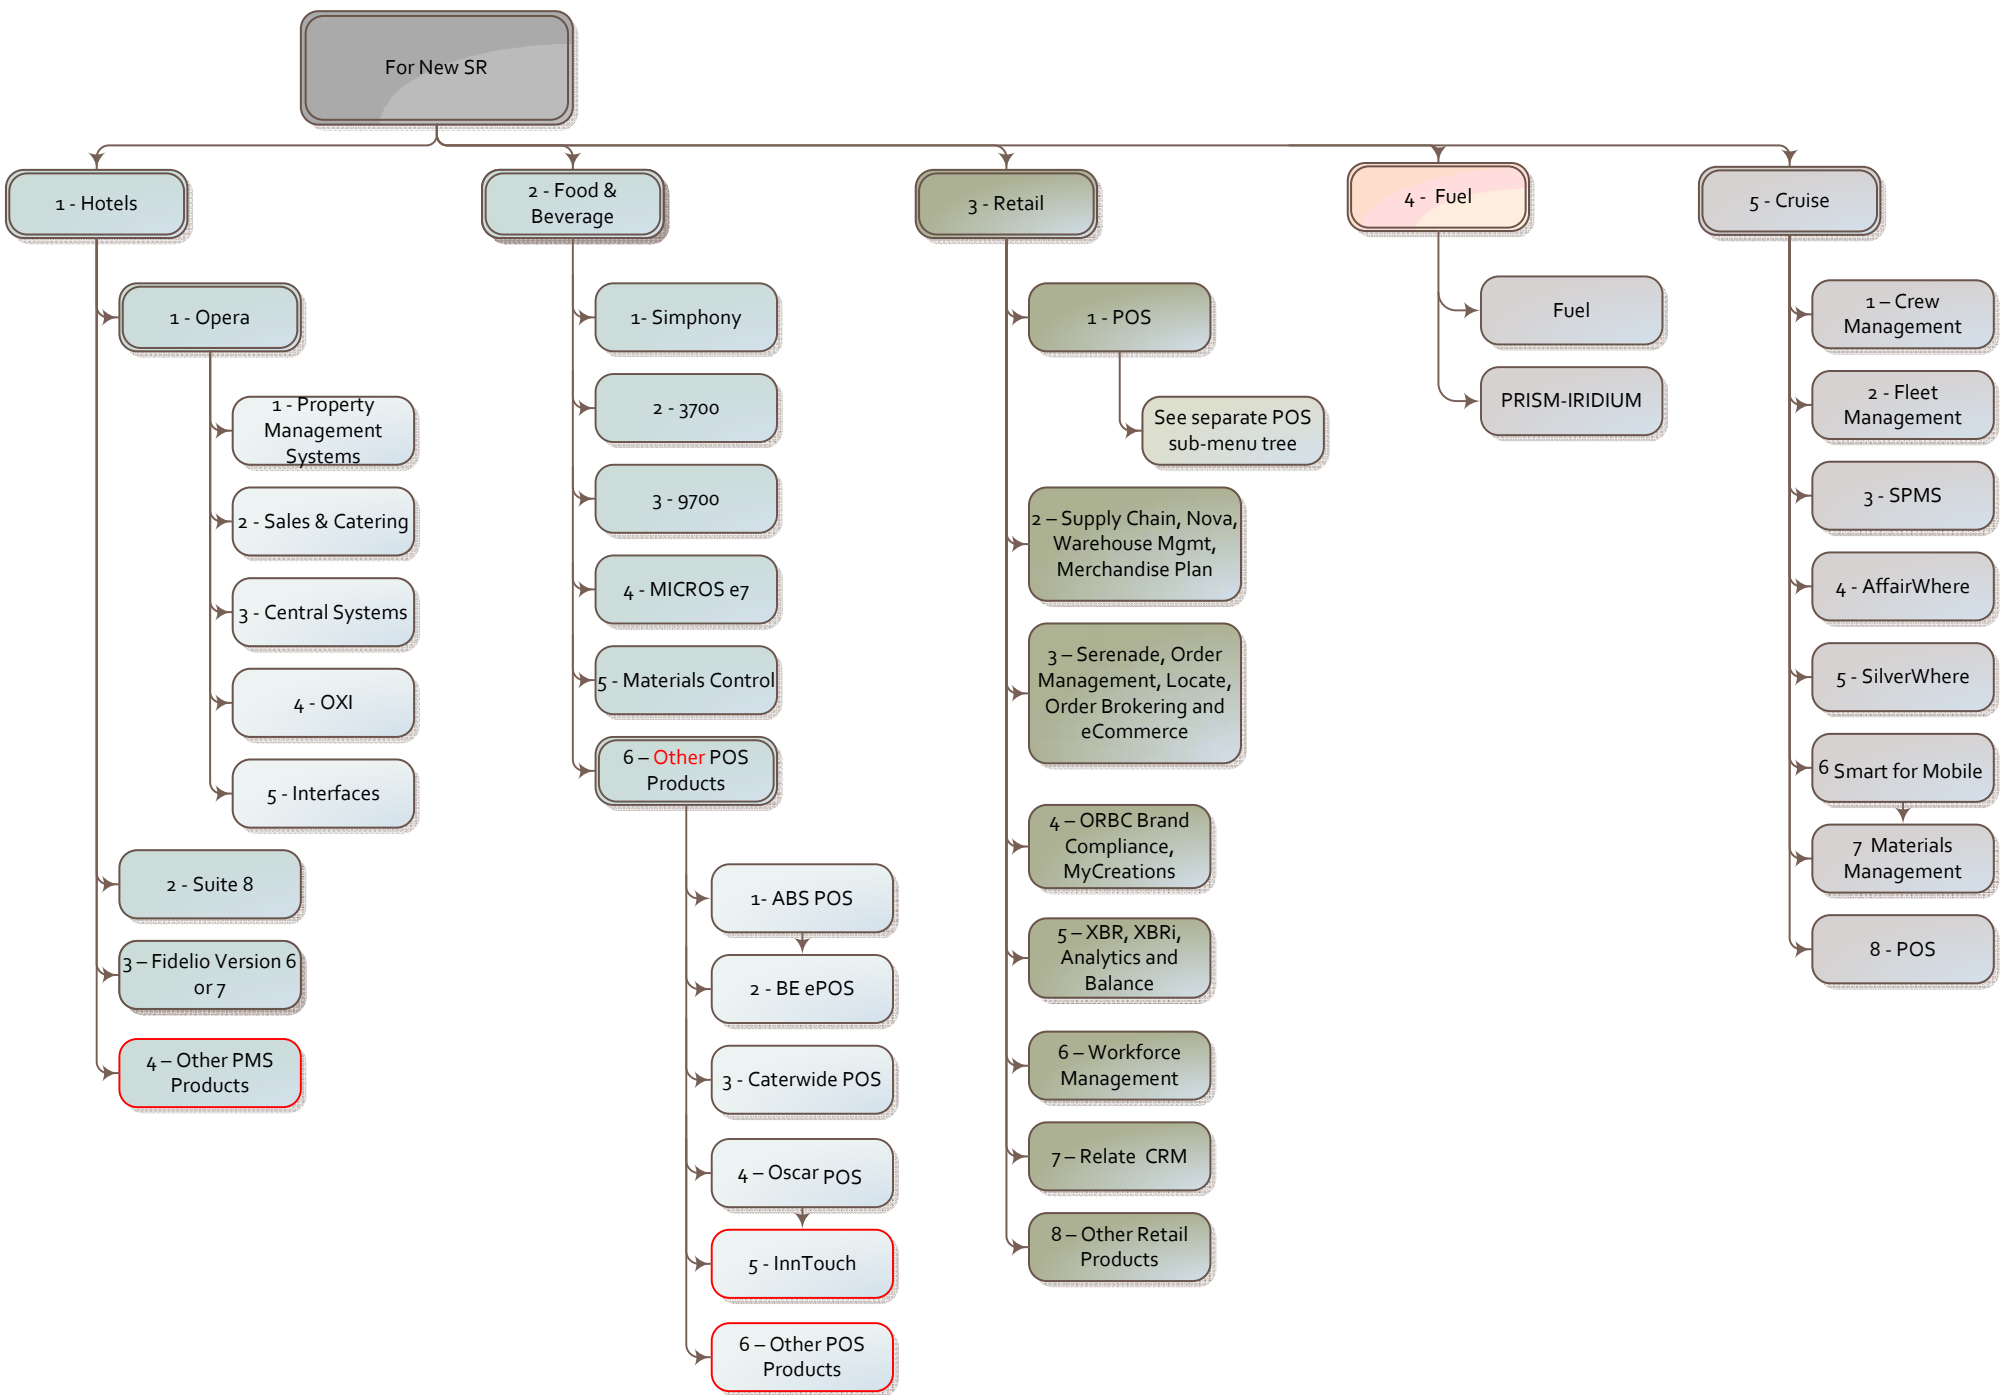 For New SR
1 - Hotels
2 - Food &
Beverage
3 - Retail
4 - Fuel
5 - Cruise
1 - Opera
1 - Property
Management
Systems
2 - Sales & Catering
3 - Central Systems
4 - OXI
5 - Interfaces
2 - Suite 8
3 – Fidelio Version 6
or 7
4 – Other PMS
Products
1- Simphony
2 - 3700
3 - 9700
4 - MICROS e7
5 - Materials Control
6 – Other POS
Products
1- ABS POS
2 - BE ePOS
3 - Caterwide POS
4 – Oscar POS
5 - InnTouch
6 – Other POS
Products
1 - POS
See separate POS
sub-menu tree
2 – Supply Chain, Nova,
Warehouse Mgmt,
Merchandise Plan
3 – Serenade, Order
Management, Locate,
Order Brokering and
eCommerce
4 – ORBC Brand
Compliance,
MyCreations
5 – XBR, XBRi,
Analytics and
Balance
6 – Workforce
Management
7 – Relate CRM
8 – Other Retail
Products
Fuel
PRISM-IRIDIUM
1 – Crew
Management
2 - Fleet
Management
3 - SPMS
4 - AffairWhere
5 - SilverWhere
6 Smart for Mobile
7 Materials
Management
8 - POS